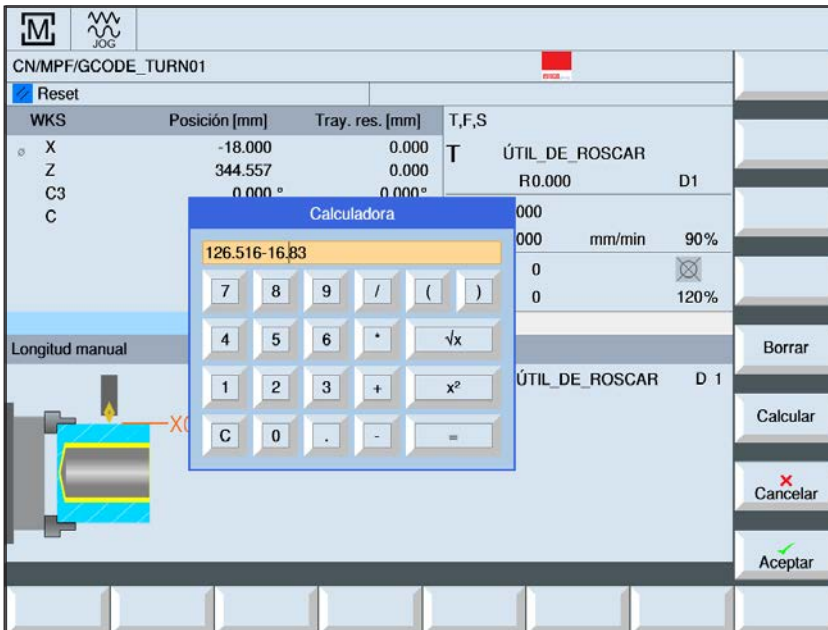 M
JOG
CN/MPF/GCODE_TURN01
Reset
WKS Posición [mm] Tray. res. [mm] T,F,S
X -18.000 0.000
T ÚTIL_DE_ROSCAR
Z 344.557 0.000
R0.000 D1
C3 0.000 ° 0.000°
C
000
000 mm/min 90%
0
0 120%
Calculadora
126.516-16.83
7 8 9 / ( )
4 5 6 * √x
1 2 3 + x²
C 0 . - =
Longitud manual
ÚTIL_DE_ROSCAR D 1
Borrar
Calcular
Cancelar
Aceptar